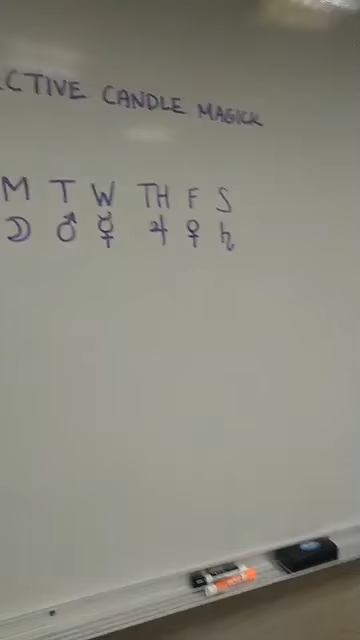 CTIVE CANDLE MAGICK
M T W TH F S
☽ ♂ ☿ ♃ ♀ ♄